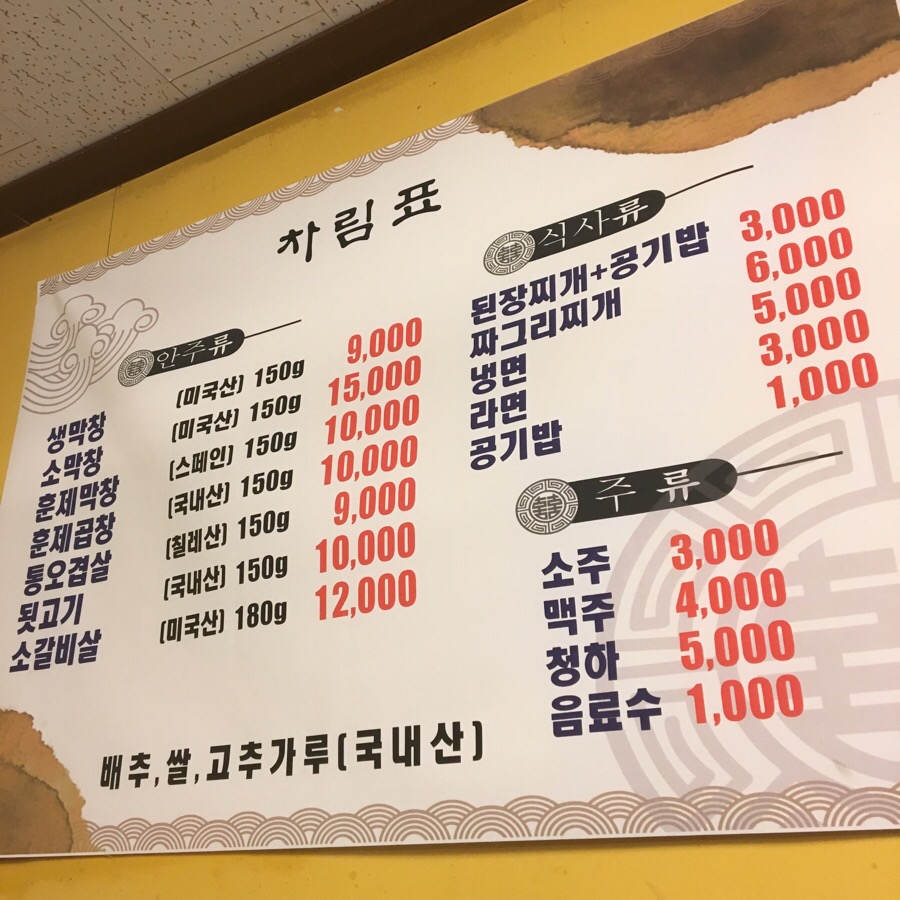 차림표
안주류
생막창 (미국산) 150g 9,000
소막창 (미국산) 150g 15,000
훈제막창 (스페인) 150g 10,000
훈제곱창 (국내산) 150g 10,000
통오겹살 (칠레산) 150g 9,000
뒷고기 (국내산) 150g 10,000
소갈비살 (미국산) 180g 12,000
식사류
된장찌개+공기밥 3,000
짜그리찌개 6,000
냉면 5,000
라면 3,000
공기밥 1,000
주류
소주 3,000
맥주 4,000
청하 5,000
음료수 1,000
배추,쌀,고추가루(국내산)